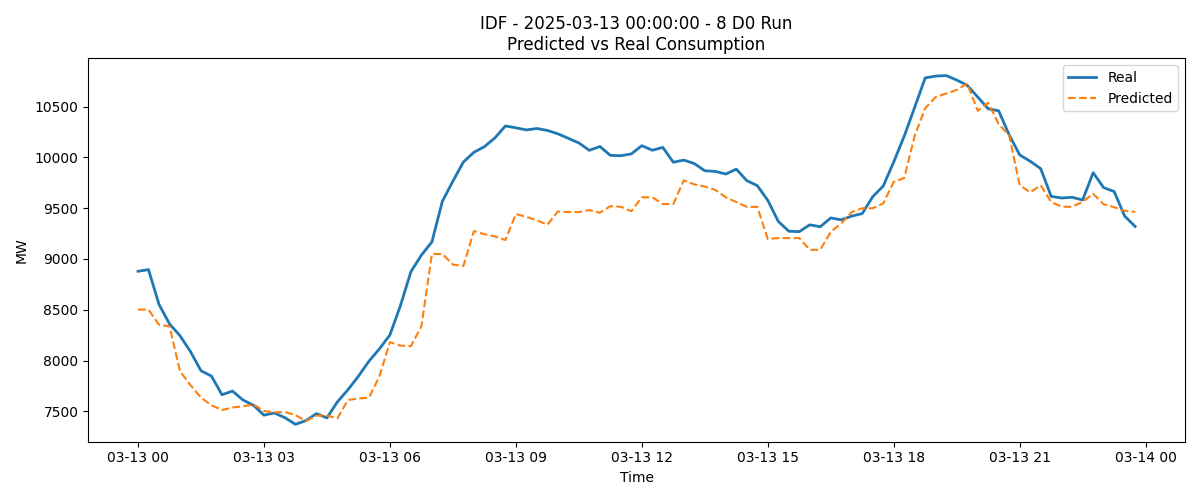 IDF - 2025-03-13 00:00:00 - 8 D0 Run
Predicted vs Real Consumption
Real
Predicted
MW
10500
10000
9500
9000
8500
8000
7500
03-13 00
03-13 03
03-13 06
03-13 09
03-13 12
03-13 15
03-13 18
03-13 21
03-14 00
Time